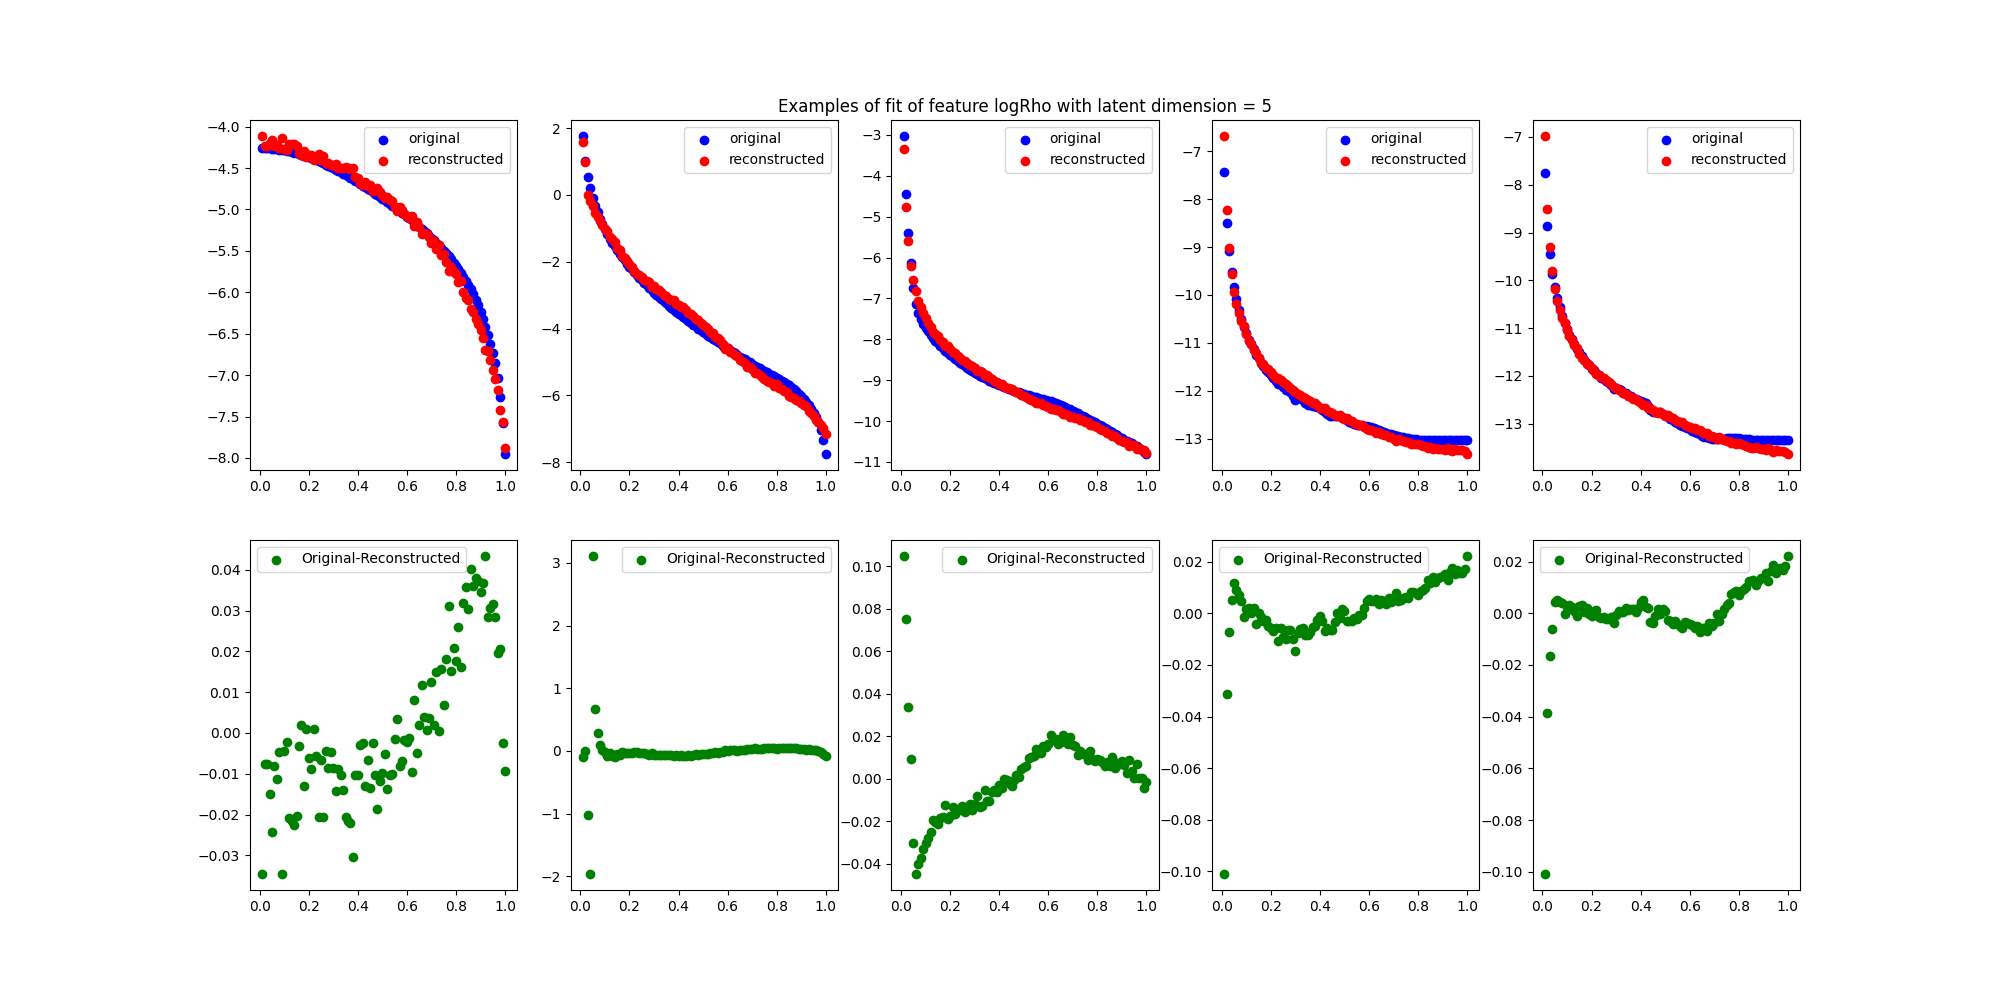 Examples of fit of feature logRho with latent dimension = 5
original
reconstructed
−4.0
−4.5
−5.0
−5.5
−6.0
−6.5
−7.0
−7.5
−8.0
0.0 0.2 0.4 0.6 0.8 1.0
original
reconstructed
2
0
−2
−4
−6
−8
0.0 0.2 0.4 0.6 0.8 1.0
original
reconstructed
−3
−4
−5
−6
−7
−8
−9
−10
−11
0.0 0.2 0.4 0.6 0.8 1.0
original
reconstructed
−7
−8
−9
−10
−11
−12
−13
0.0 0.2 0.4 0.6 0.8 1.0
original
reconstructed
−7
−8
−9
−10
−11
−12
−13
0.0 0.2 0.4 0.6 0.8 1.0
Original-Reconstructed
0.04
0.03
0.02
0.01
0.00
−0.01
−0.02
−0.03
0.0 0.2 0.4 0.6 0.8 1.0
Original-Reconstructed
3
2
1
0
−1
−2
0.0 0.2 0.4 0.6 0.8 1.0
Original-Reconstructed
0.10
0.08
0.06
0.04
0.02
0.00
−0.02
−0.04
0.0 0.2 0.4 0.6 0.8 1.0
Original-Reconstructed
0.02
0.00
−0.02
−0.04
−0.06
−0.08
−0.10
0.0 0.2 0.4 0.6 0.8 1.0
Original-Reconstructed
0.02
0.00
−0.02
−0.04
−0.06
−0.08
−0.10
0.0 0.2 0.4 0.6 0.8 1.0